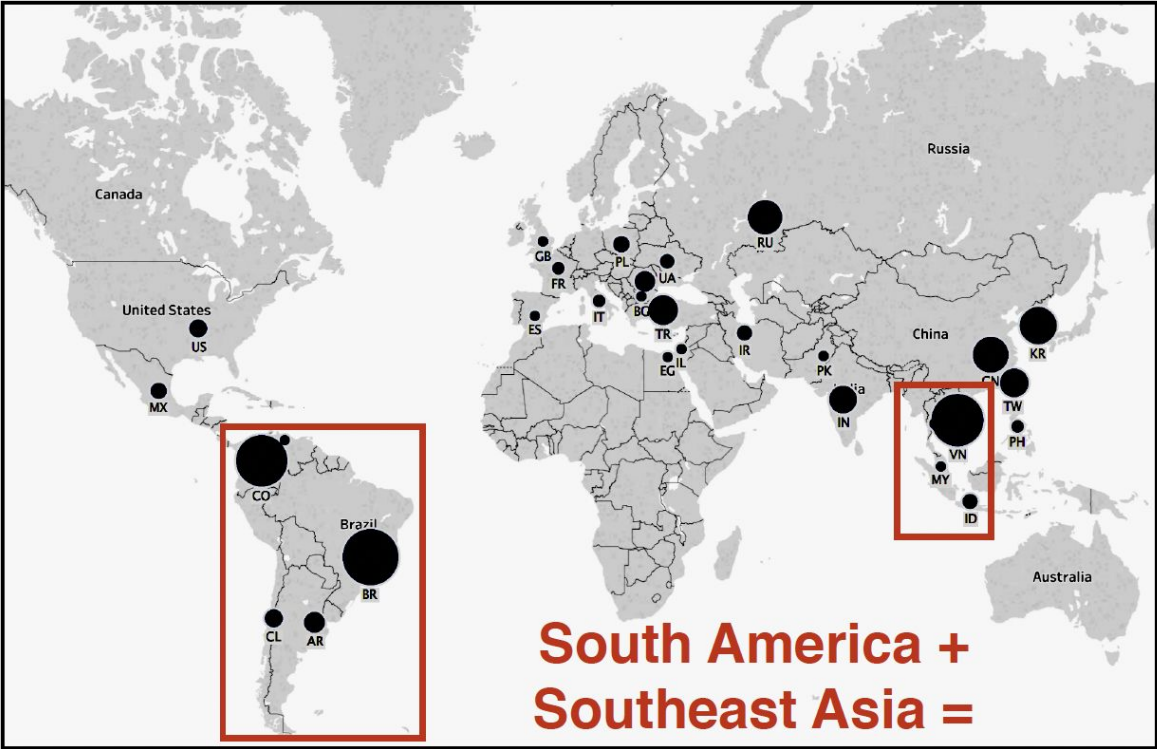 Russia
Canada
RU
GB
PL
FR
UA
United States
IT
BG
ES
TR
US
China
IR
KR
IL
EG
PK
CN
MX
India
TW
IN
PH
VN
MY
CO
ID
Brazil
Australia
BR
CL
AR
South America +
Southeast Asia =